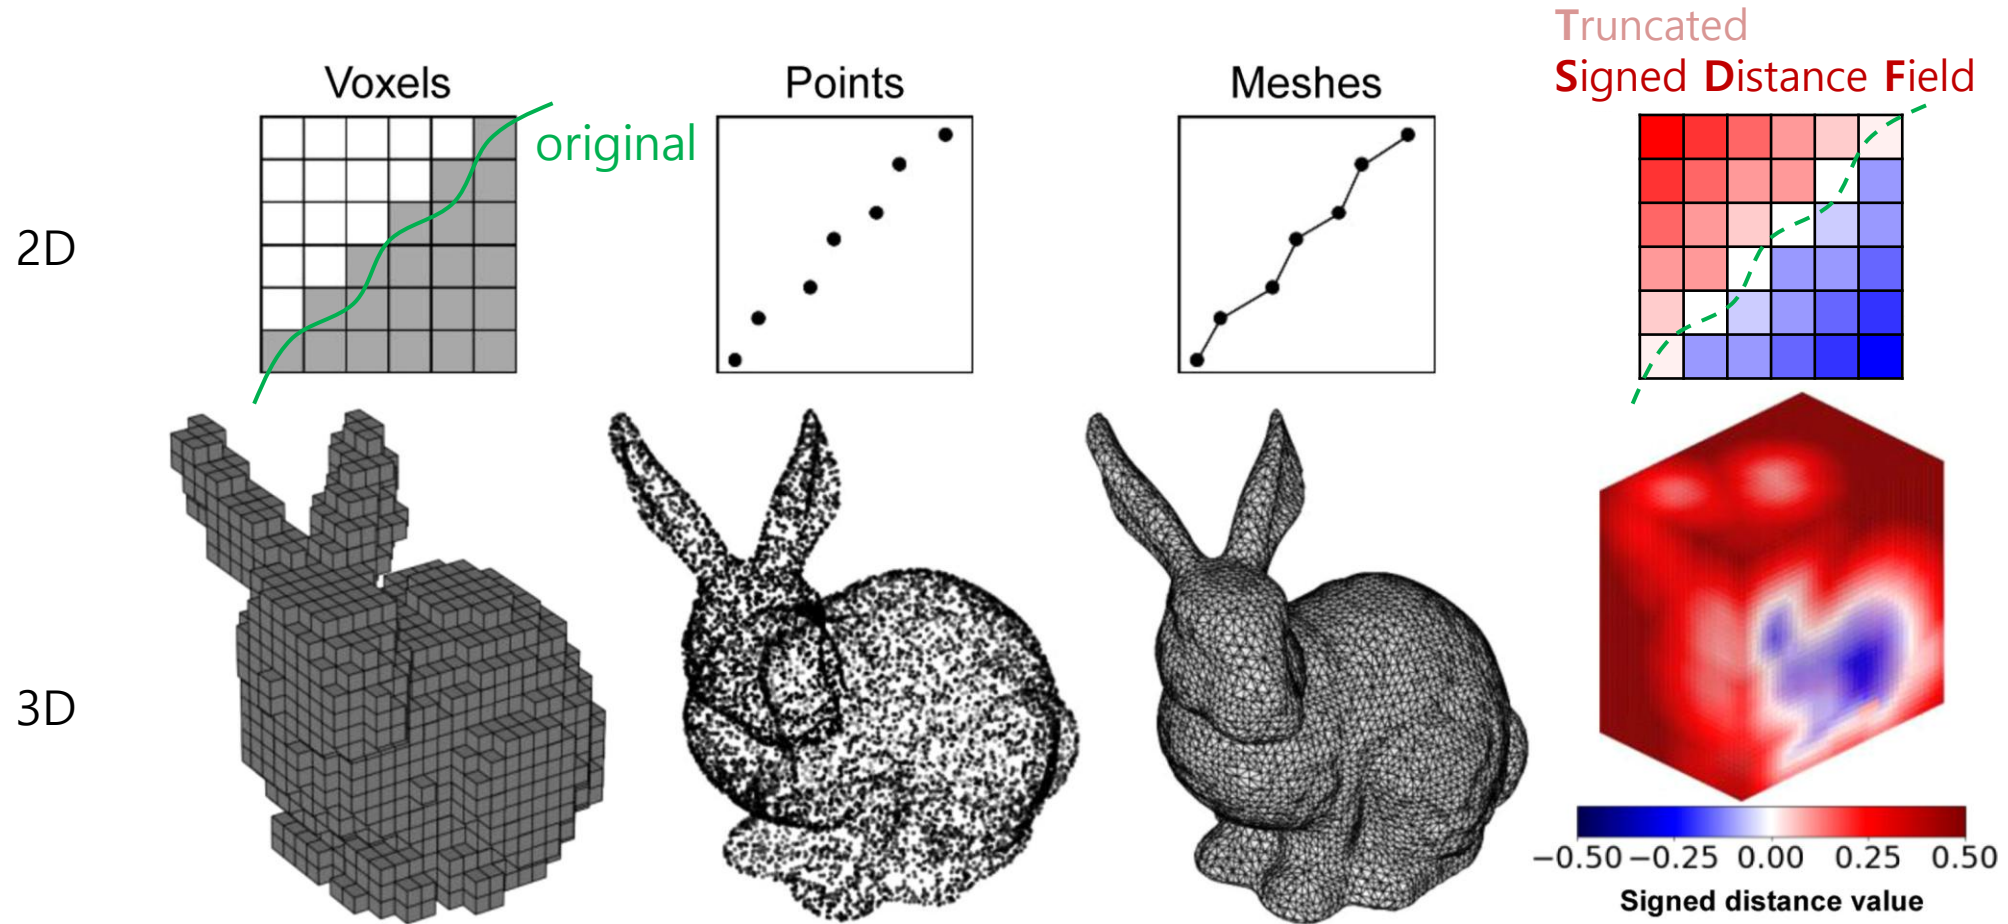 Truncated
Signed Distance Field
Voxels
Points
Meshes
original
2D
3D
−0.50 −0.25 0.00 0.25 0.50
Signed distance value